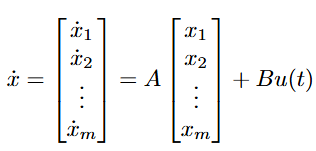 ẋ = [ẋ₁ ẋ₂ ⋮ ẋₘ] = A [x₁ x₂ ⋮ xₘ] + Bu(t)